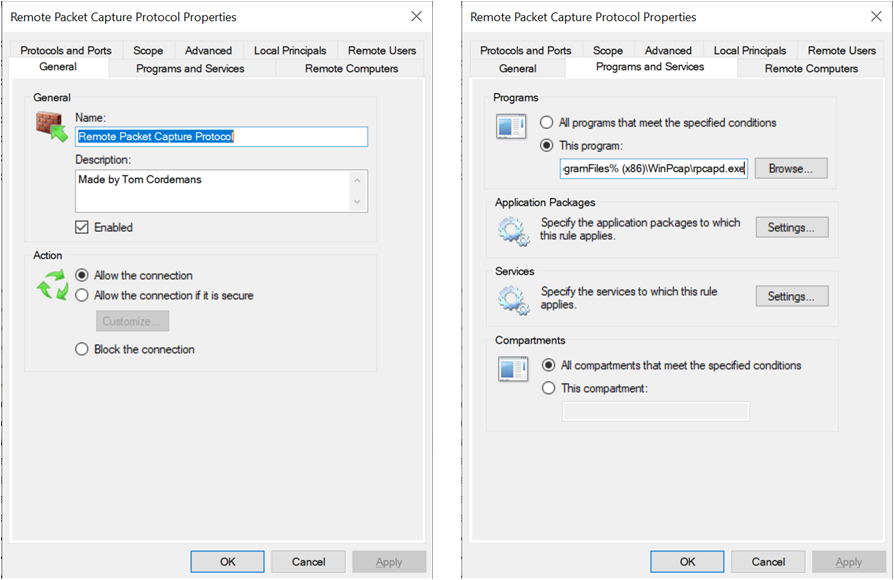 Remote Packet Capture Protocol Properties
Protocols and Ports Scope Advanced Local Principals Remote Users
General Programs and Services Remote Computers
General
Name:
Remote Packet Capture Protocol
Description:
Made by Tom Cordemans
Enabled
Action
Allow the connection
Allow the connection if it is secure
Customize...
Block the connection
OK Cancel Apply
Remote Packet Capture Protocol Properties
Protocols and Ports Scope Advanced Local Principals Remote Users
General Programs and Services Remote Computers
Programs
All programs that meet the specified conditions
This program:
gramFiles% (x86)\WinPcap\rpcapd.exe Browse...
Application Packages
Specify the application packages to which Settings...
this rule applies.
Services
Specify the services to which this rule Settings...
applies.
Compartments
All compartments that meet the specified conditions
This compartment:
OK Cancel Apply